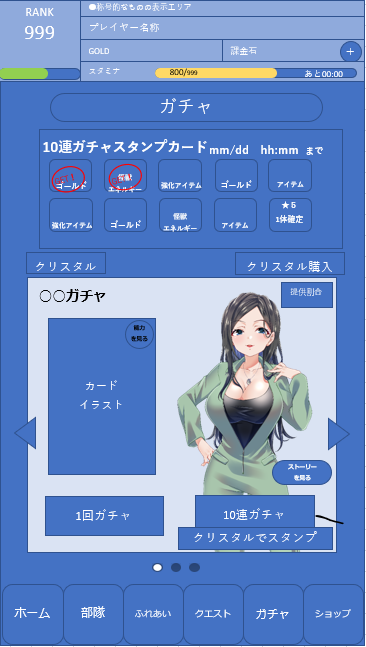 RANK
999
●称号的なものの表示エリア
プレイヤー名称
GOLD
課金石
+
スタミナ
800/999
あと00:00
ガチャ
10連ガチャスタンプカード mm/dd hh:mm まで
ゴールド
怪獣
エネルギー
強化アイテム
ゴールド
アイテム
強化アイテム
ゴールド
怪獣
エネルギー
アイテム
★5
1体確定
クリスタル
クリスタル購入
○○ガチャ
提供割合
能力
を見る
カード
イラスト
ストーリー
を見る
1回ガチャ
10連ガチャ
クリスタルでスタンプ
ホーム
部隊
ふれあい
クエスト
ガチャ
ショップ